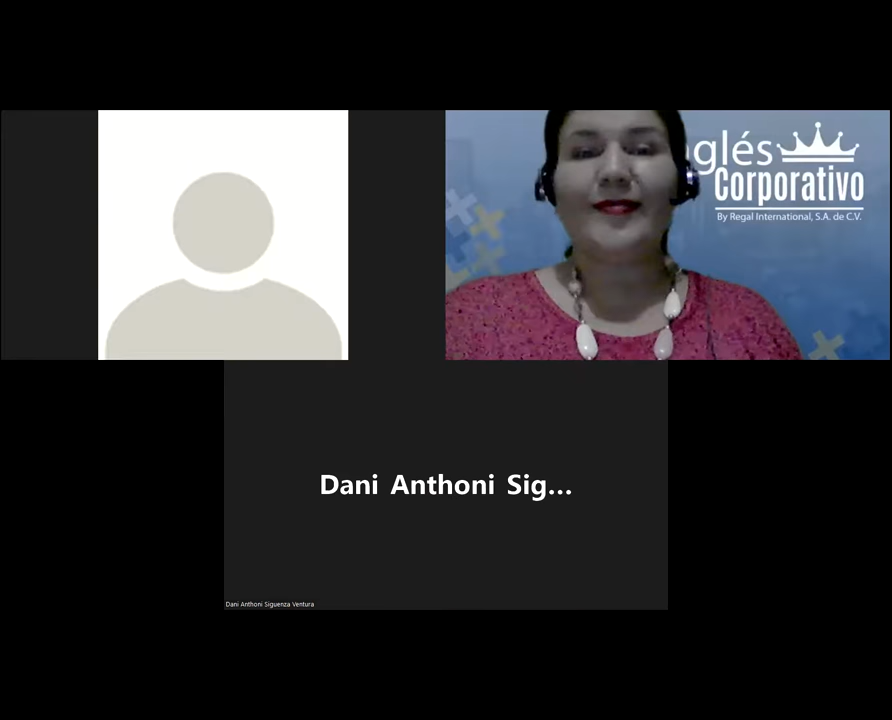 glés
Corporativo
By Regal International, S.A. de C.V.
Dani Anthoni Sig...
Dani Anthoni Siguenza Ventura